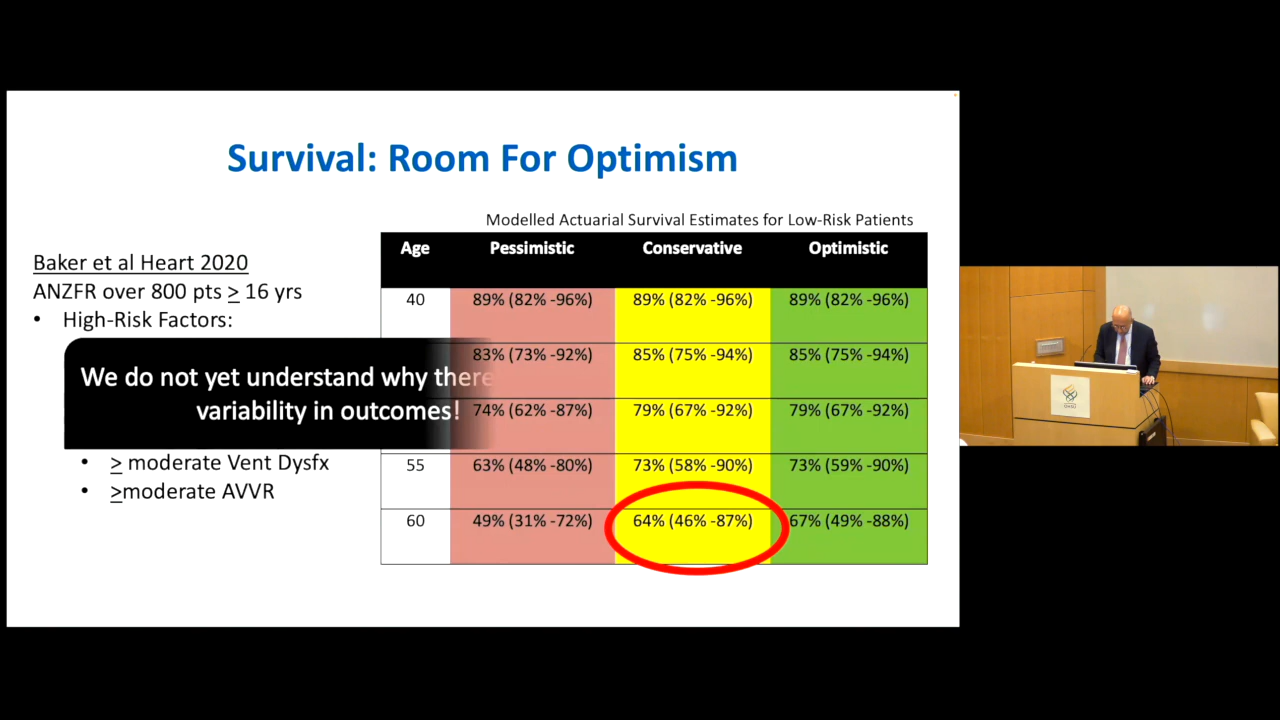 Survival: Room For Optimism
Modelled Actuarial Survival Estimates for Low-Risk Patients
Baker et al Heart 2020
ANZFR over 800 pts ≥ 16 yrs
• High-Risk Factors:
We do not yet understand why there
variability in outcomes!
• ≥ moderate Vent Dysfx
• ≥moderate AVVR
Age Pessimistic Conservative Optimistic
40 89% (82% -96%) 89% (82% -96%) 89% (82% -96%)
83% (73% -92%) 85% (75% -94%) 85% (75% -94%)
74% (62% -87%) 79% (67% -92%) 79% (67% -92%)
55 63% (48% -80%) 73% (58% -90%) 73% (59% -90%)
60 49% (31% -72%) 64% (46% -87%) 67% (49% -88%)